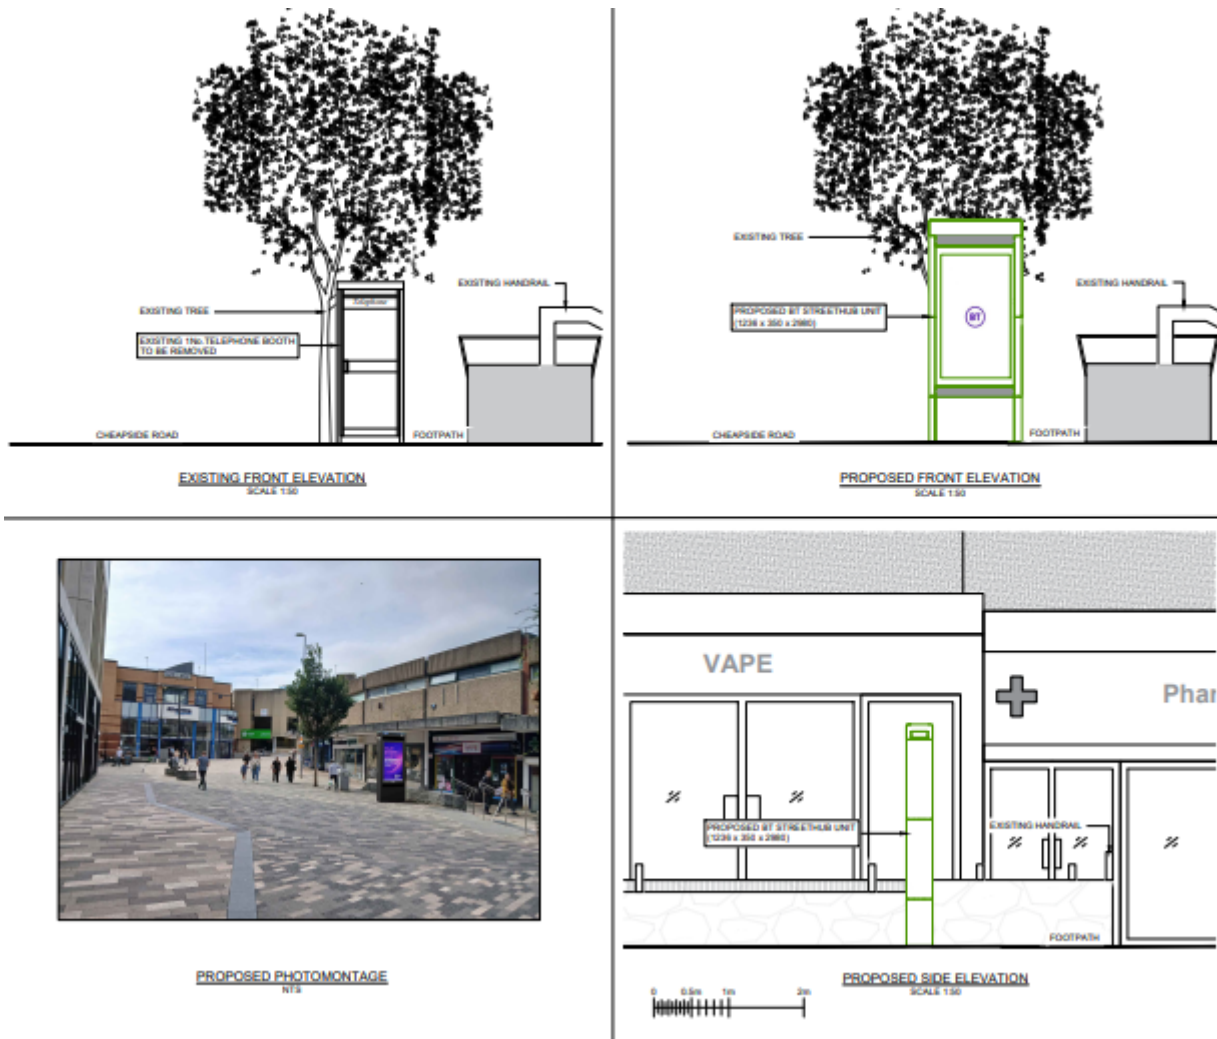 EXISTING TREE
EXISTING 1No. TELEPHONE BOOTH
TO BE REMOVED
Telephone
EXISTING HANDRAIL
CHEAPSIDE ROAD
FOOTPATH
EXISTING FRONT ELEVATION
SCALE 1:50
EXISTING TREE
PROPOSED BT STREETHUB UNIT
(1236 x 350 x 2980)
BT
EXISTING HANDRAIL
CHEAPSIDE ROAD
FOOTPATH
PROPOSED FRONT ELEVATION
SCALE 1:50
PROPOSED PHOTOMONTAGE
NTS
VAPE
Phar
PROPOSED BT STREETHUB UNIT
(1236 x 350 x 2980)
EXISTING HANDRAIL
FOOTPATH
PROPOSED SIDE ELEVATION
SCALE 1:50
0 0.5m 1m 2m